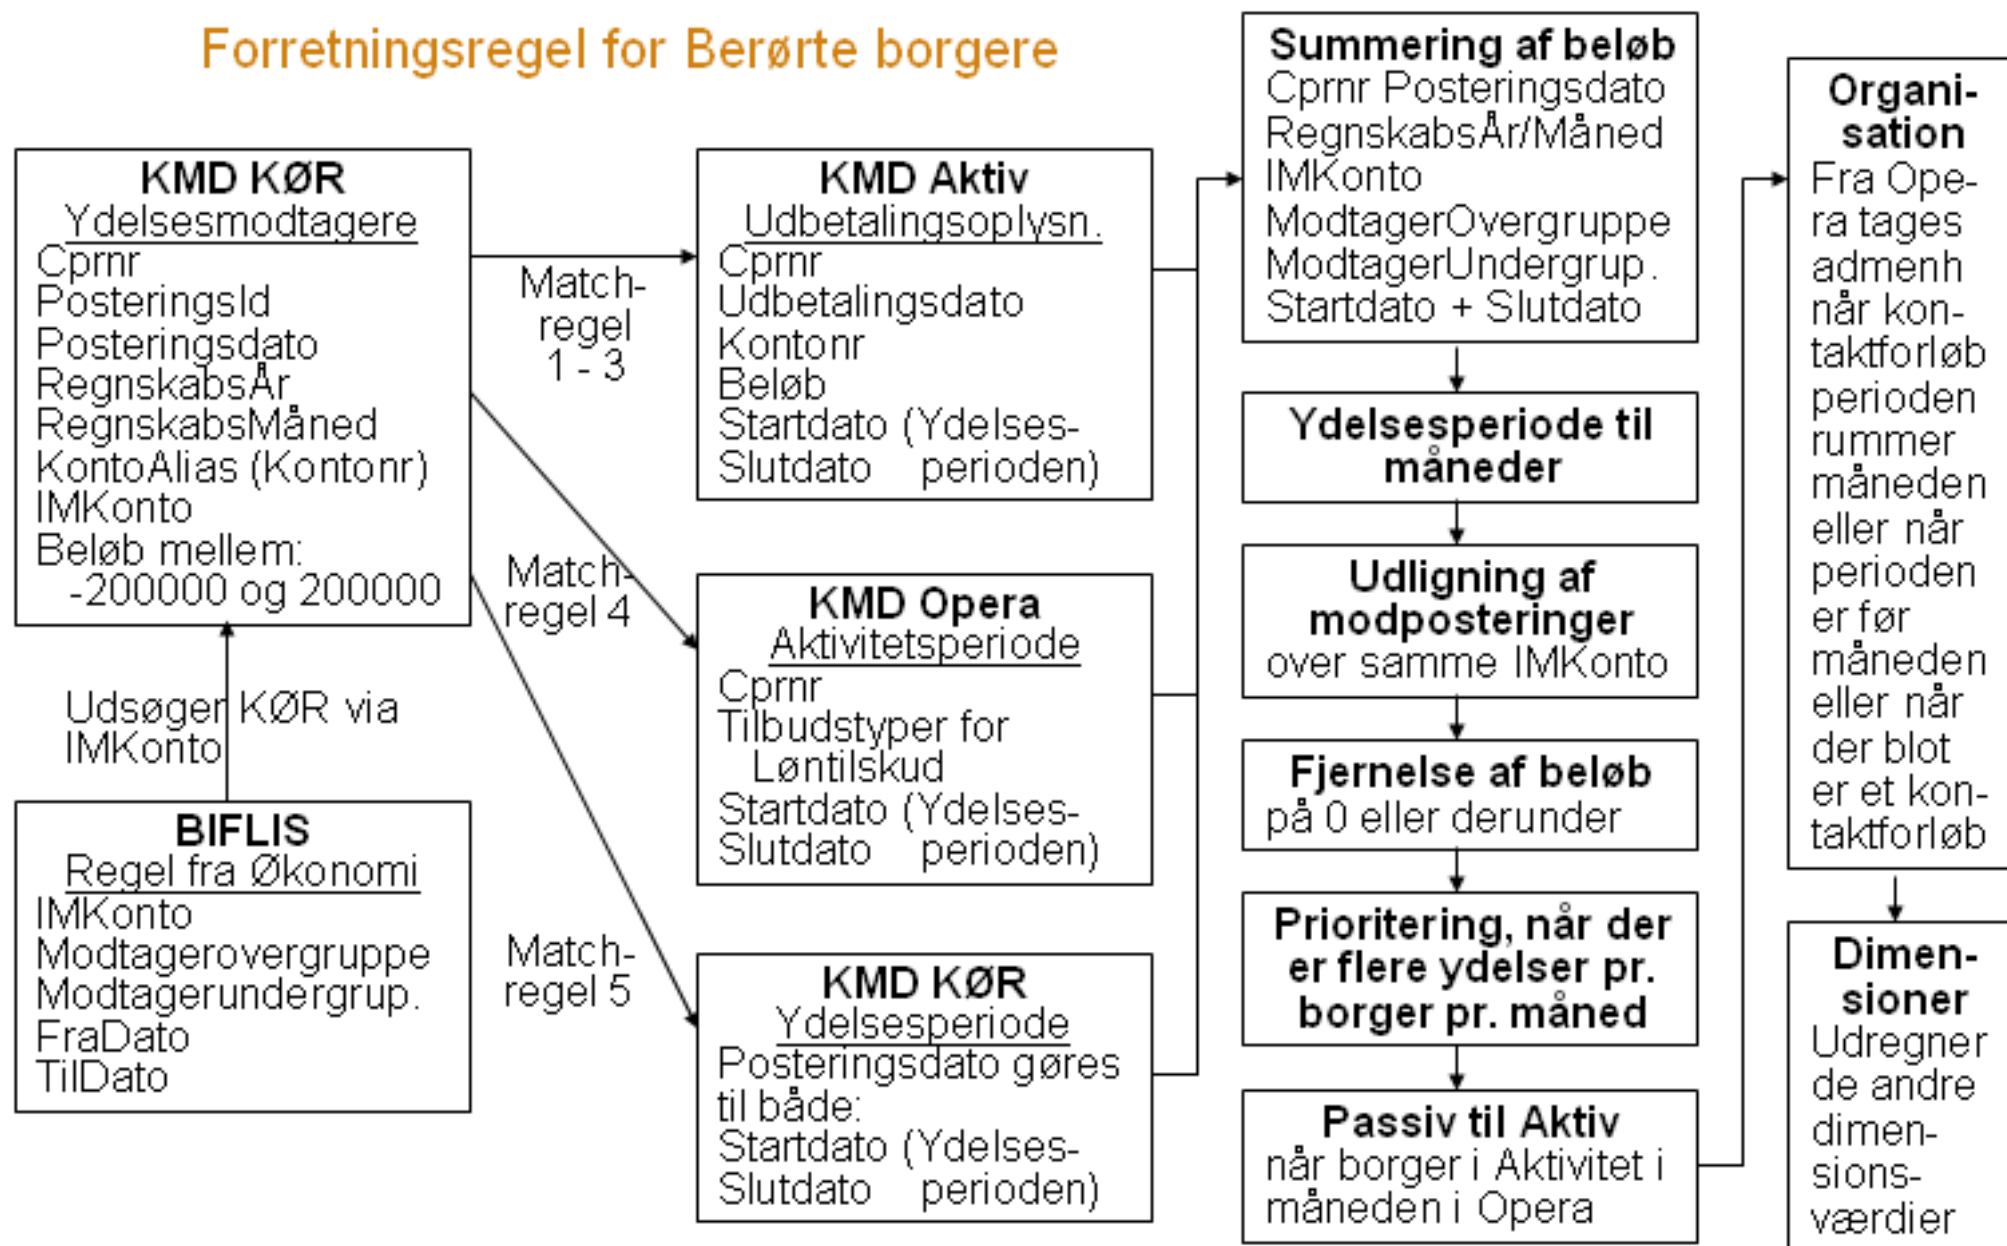 Forretningsregel for Berørte borgere
KMD KØR
Ydelsesmodtagere
Cprnr
PosteringsId
Posteringsdato
RegnskabsÅr
RegnskabsMåned
KontoAlias (Kontonr)
IMKonto
Beløb mellem:
-200000 og 200000
Udsøger KØR via
IMKonto
BIFLIS
Regel fra Økonomi
IMKonto
Modtagerovergruppe
Modtagerundergrup.
FraDato
TilDato
Match-
regel
1 - 3
Match-
regel 4
Match-
regel 5
KMD Aktiv
Udbetalingsoplysn.
Cprnr
Udbetalingsdato
Kontonr
Beløb
Startdato (Ydelses-
Slutdato perioden)
KMD Opera
Aktivitetsperiode
Cprnr
Tilbudstyper for
Løntilskud
Startdato (Ydelses-
Slutdato perioden)
KMD KØR
Ydelsesperiode
Posteringsdato gøres
til både:
Startdato (Ydelses-
Slutdato perioden)
Summering af beløb
Cprnr Posteringsdato
RegnskabsÅr/Måned
IMKonto
ModtagerOvergruppe
ModtagerUndergrup.
Startdato + Slutdato
Ydelsesperiode til
måneder
Udligning af
modposteringer
over samme IMKonto
Fjernelse af beløb
på 0 eller derunder
Prioritering, når der
er flere ydelser pr.
borger pr. måned
Passiv til Aktiv
når borger i Aktivitet i
måneden i Opera
Organi-
sation
Fra Ope-
ra tages
admenh
når kon-
taktforløb
perioden
rummer
måneden
eller når
perioden
er før
måneden
eller når
der blot
er et kon-
taktforløb
Dimen-
sioner
Udregner
de andre
dimen-
sions-
værdier